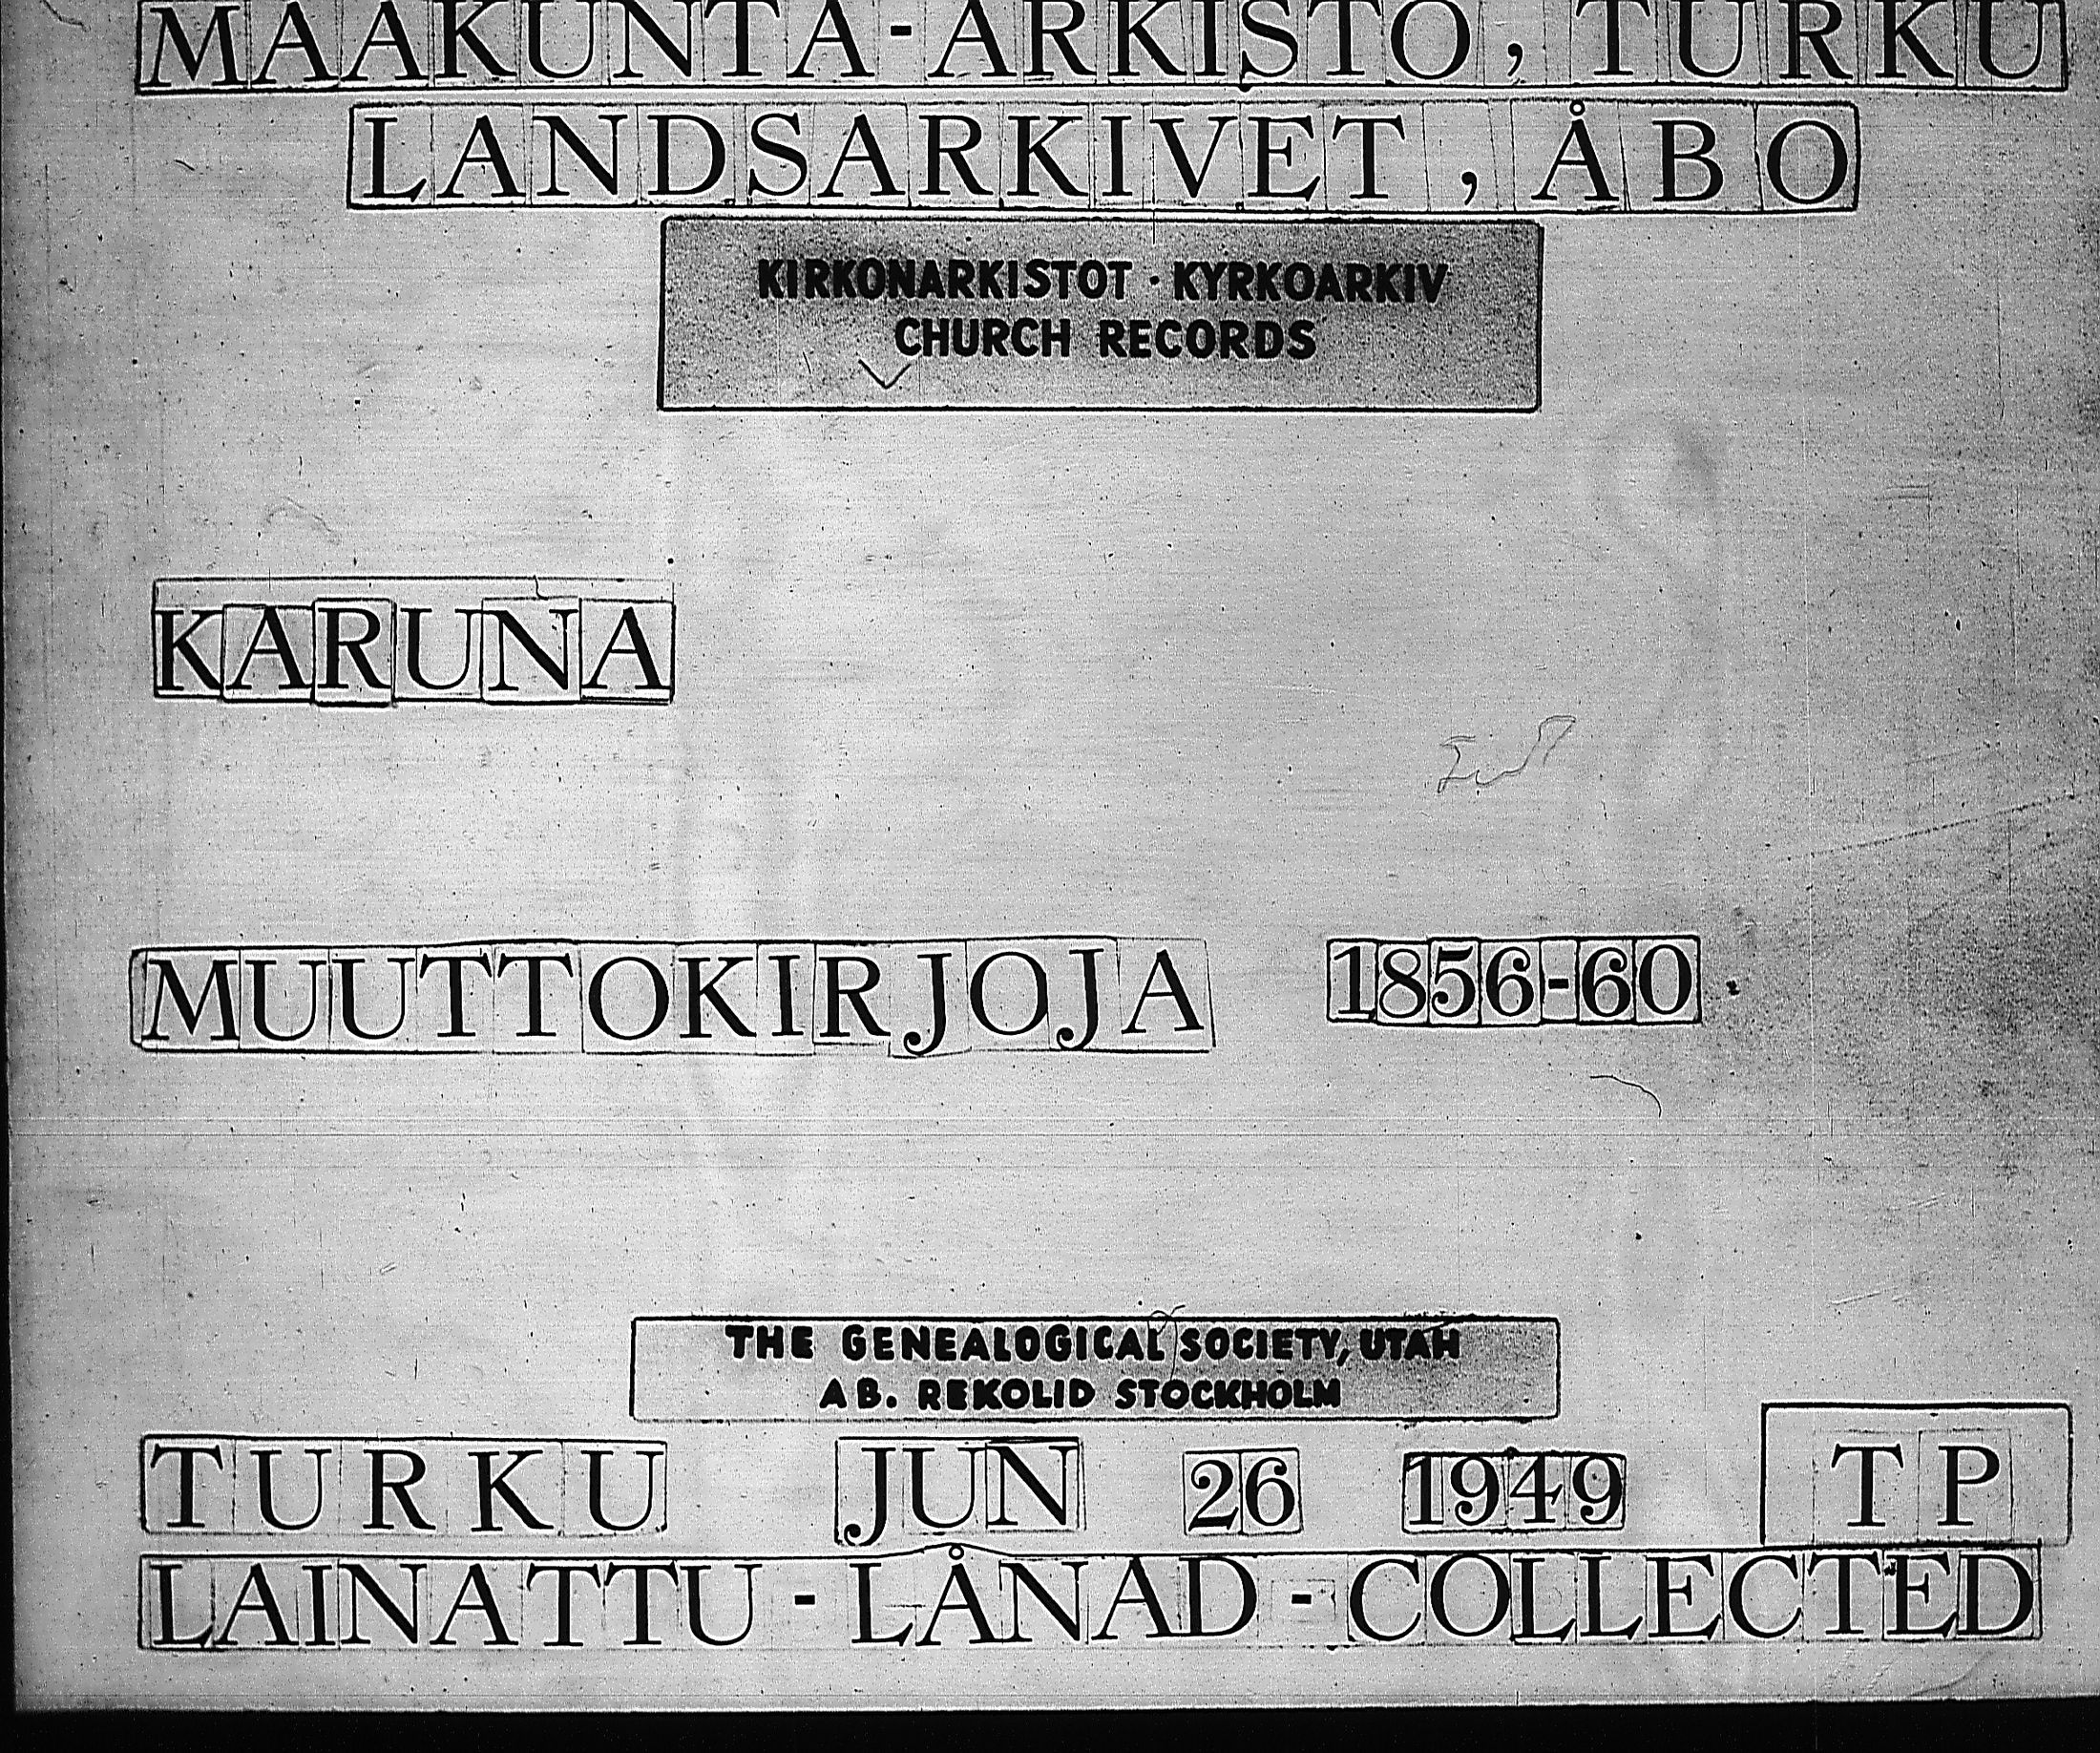 MAAKUNTA-ARKISTO, TURKU
LANDSARKIVET, ÅBO
KIRKONARKISTOT · KYRKOARKIV
CHURCH RECORDS
KARUNA
MUUTTOKIRJOJA 1856-60
THE GENEALOGICAL SOCIETY, UTAH
AB. REKOLID STOCKHOLM
TURKU JUN 26 1949 TP
LAINATTU - LÅNAD - COLLECTED